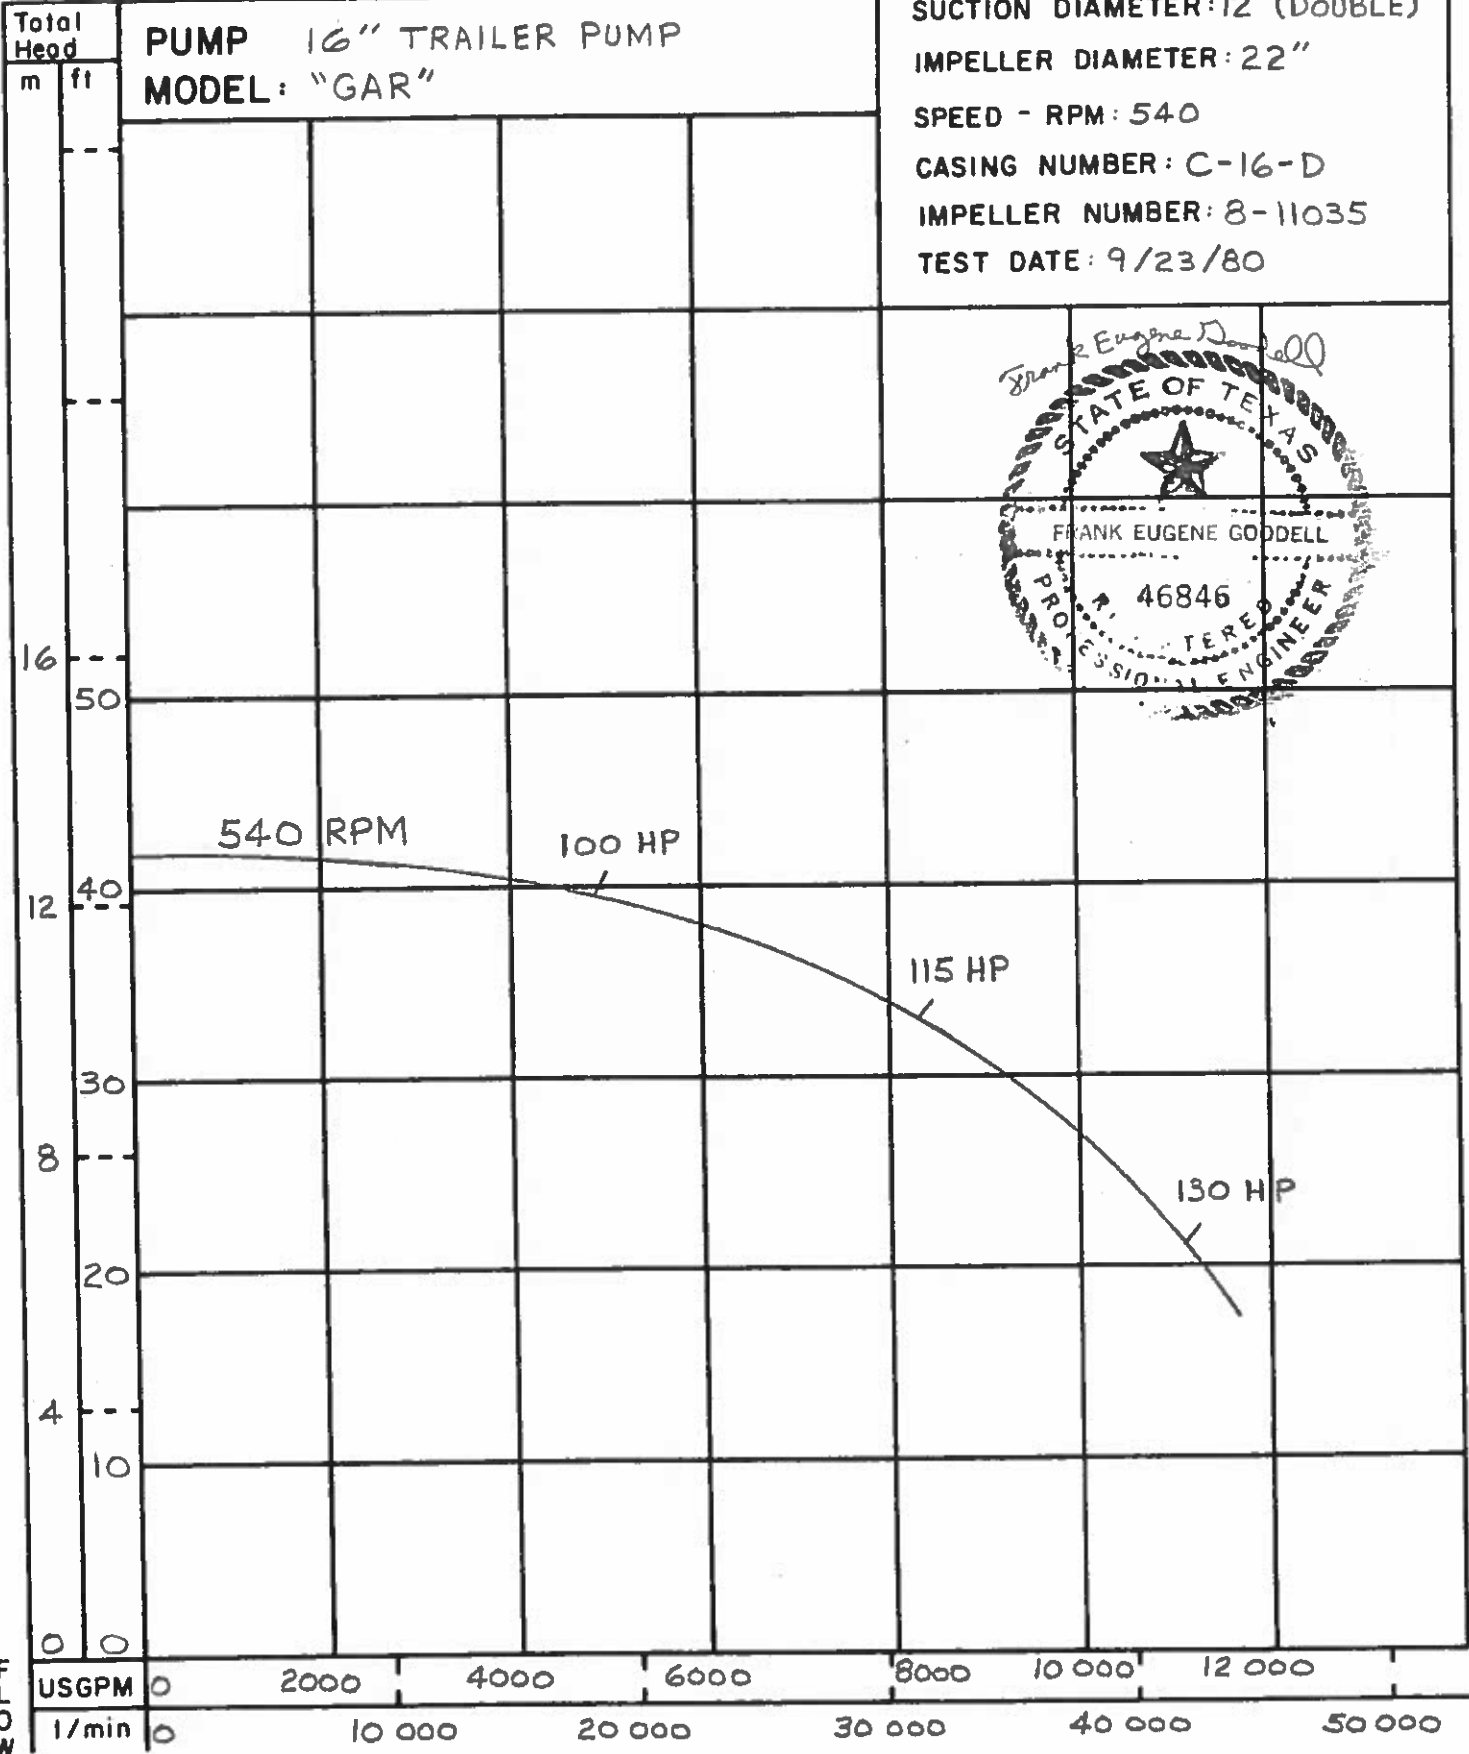 Total
Head
m ft
PUMP 16" TRAILER PUMP
MODEL: "GAR"
SUCTION DIAMETER: 12 (DOUBLE)
IMPELLER DIAMETER: 22"
SPEED - RPM: 540
CASING NUMBER: C-16-D
IMPELLER NUMBER: 8-11035
TEST DATE: 9/23/80
Frank Eugene Goodell
STATE OF TEXAS
FRANK EUGENE GOODELL
46846
PROFESSIONAL ENGINEER
16
50
540 RPM
100 HP
40
12
115 HP
30
8
130 HP
20
4
10
0 0
USGPM 0 2000 4000 6000 8000 10 000 12 000
l/min 0 10 000 20 000 30 000 40 000 50 000